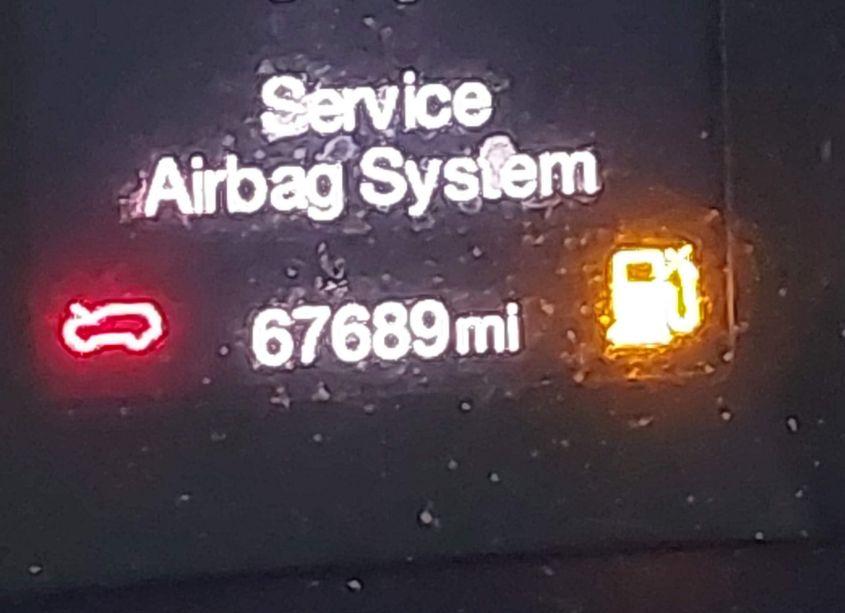 Service
Airbag System
67689mi